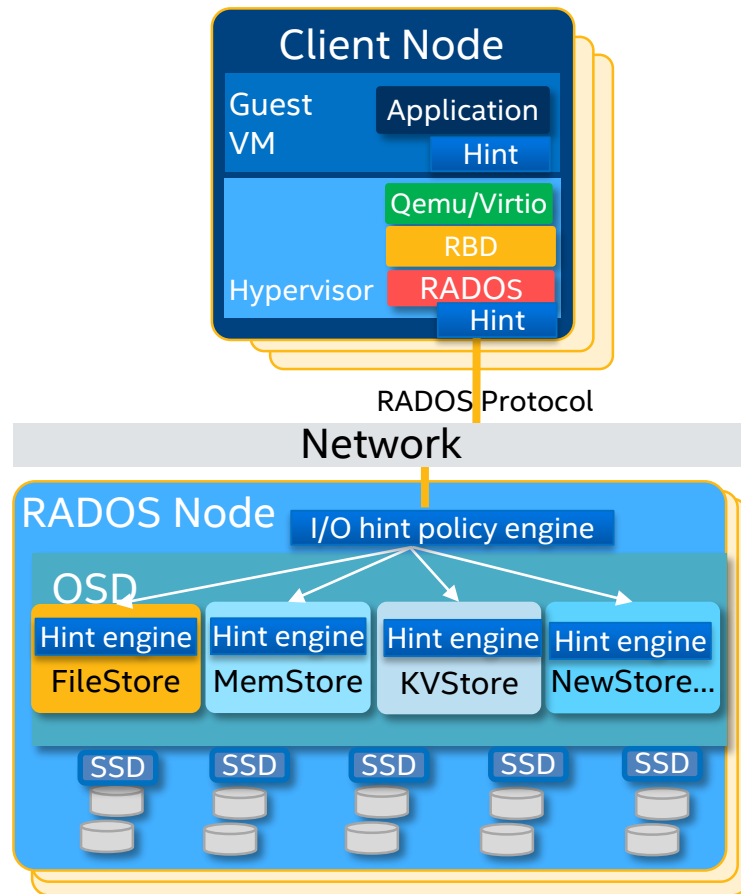 Client Node
Guest
VM
Application
Hint
Qemu/Virtio
RBD
Hypervisor
RADOS
Hint
RADOS Protocol
Network
RADOS Node
I/O hint policy engine
OSD
Hint engine Hint engine Hint engine Hint engine
FileStore MemStore KVStore NewStore...
SSD SSD SSD SSD SSD